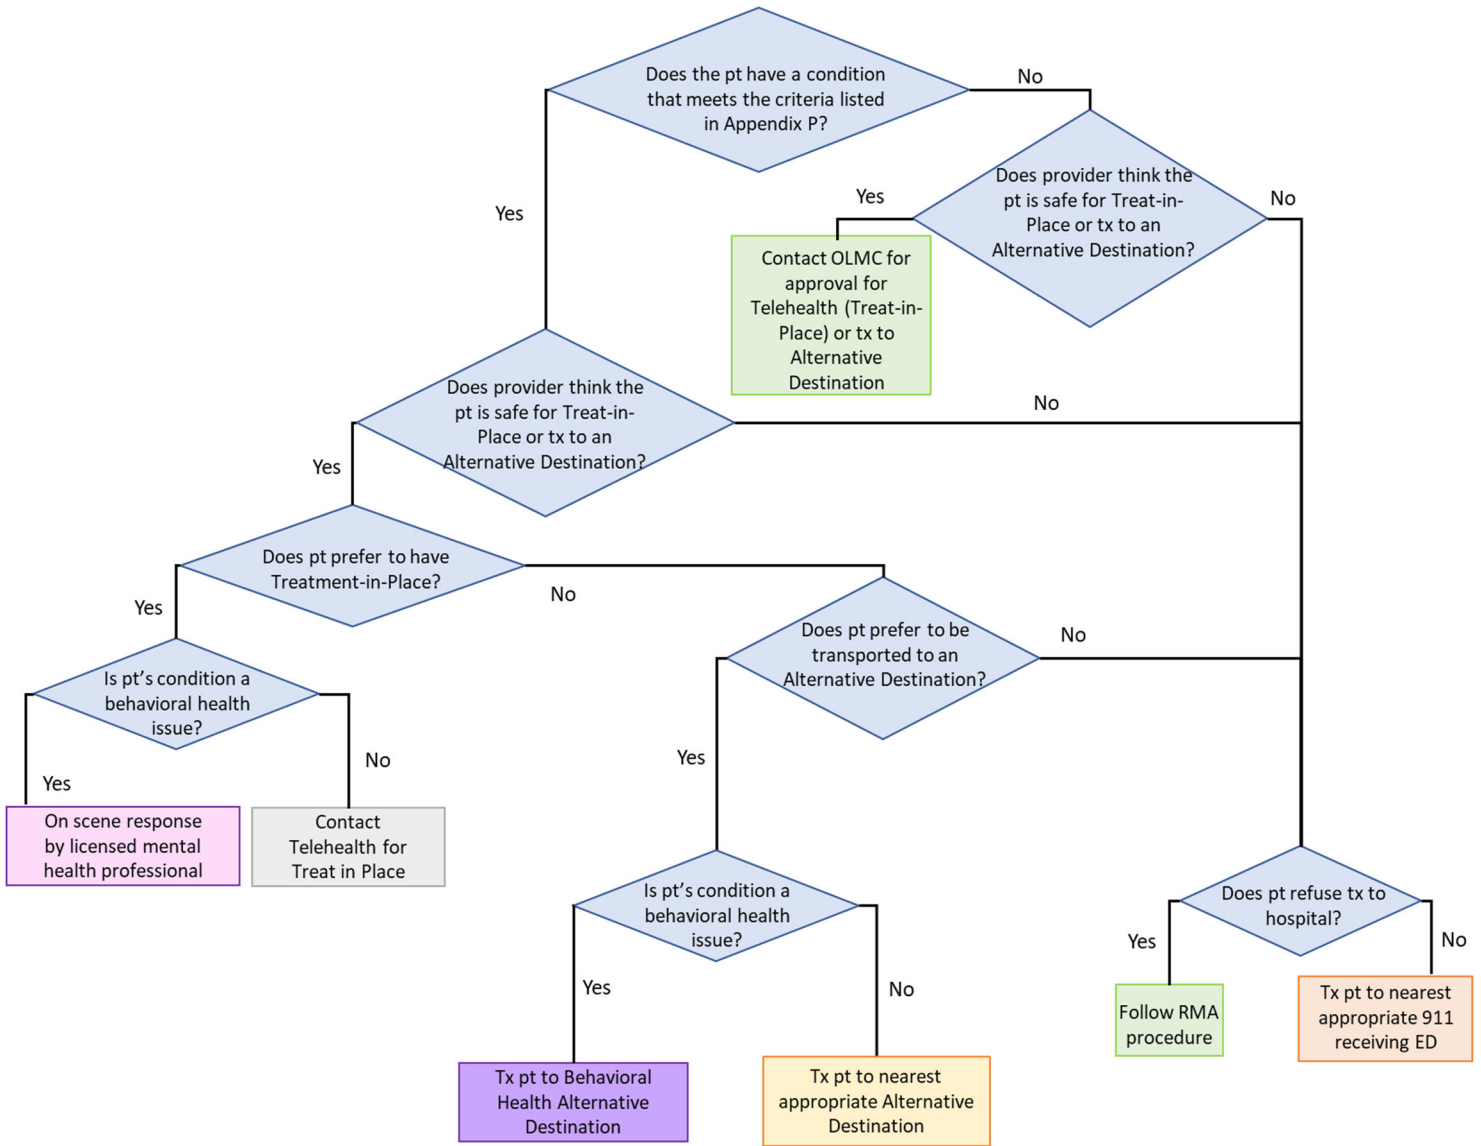 Does the pt have a condition
that meets the criteria listed
in Appendix P?
No
Yes
Does provider think the
pt is safe for Treat-in-
Place or tx to an
Alternative Destination?
Yes
No
Contact OLMC for
approval for
Telehealth (Treat-in-
Place) or tx to
Alternative
Destination
Does provider think the
pt is safe for Treat-in-
Place or tx to an
Alternative Destination?
No
Yes
Does pt prefer to have
Treatment-in-Place?
No
Yes
Does pt prefer to be
transported to an
Alternative Destination?
No
Yes
Is pt's condition a
behavioral health
issue?
Yes
No
On scene response
by licensed mental
health professional
Contact
Telehealth for
Treat in Place
Is pt's condition a
behavioral health
issue?
Yes
No
Tx pt to Behavioral
Health Alternative
Destination
Tx pt to nearest
appropriate Alternative
Destination
Does pt refuse tx to
hospital?
Yes
No
Follow RMA
procedure
Tx pt to nearest
appropriate 911
receiving ED